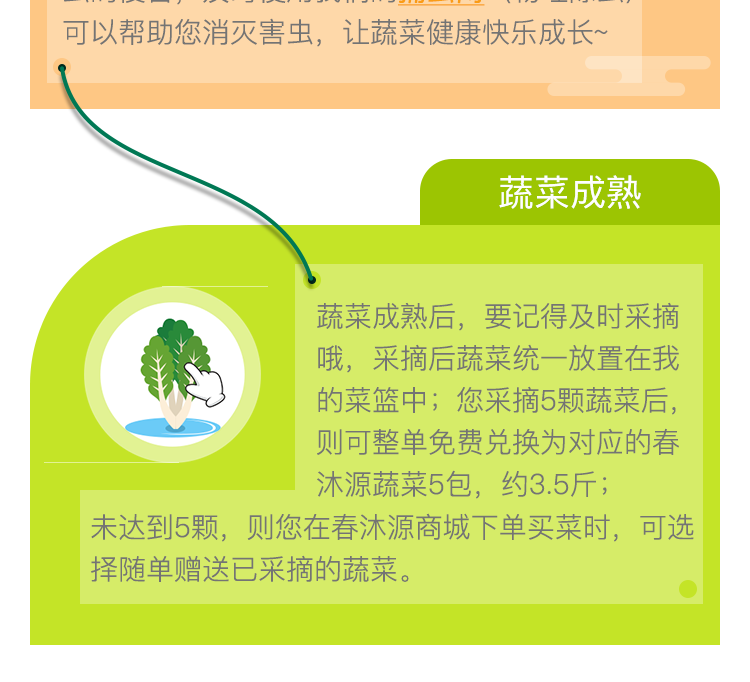 可以帮助您消灭害虫，让蔬菜健康快乐成长~
蔬菜成熟
蔬菜成熟后，要记得及时采摘
哦，采摘后蔬菜统一放置在我
的菜篮中；您采摘5颗蔬菜后，
则可整单免费兑换为对应的春
沐源蔬菜5包，约3.5斤；
未达到5颗，则您在春沐源商城下单买菜时，可选
择随单赠送已采摘的蔬菜。